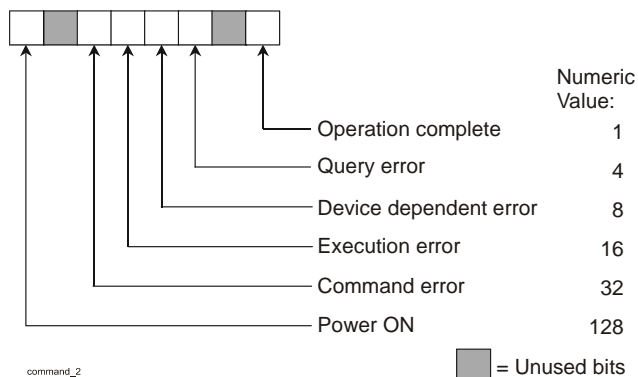 Numeric
Value:
Operation complete 1
Query error 4
Device dependent error 8
Execution error 16
Command error 32
Power ON 128
command_2
= Unused bits